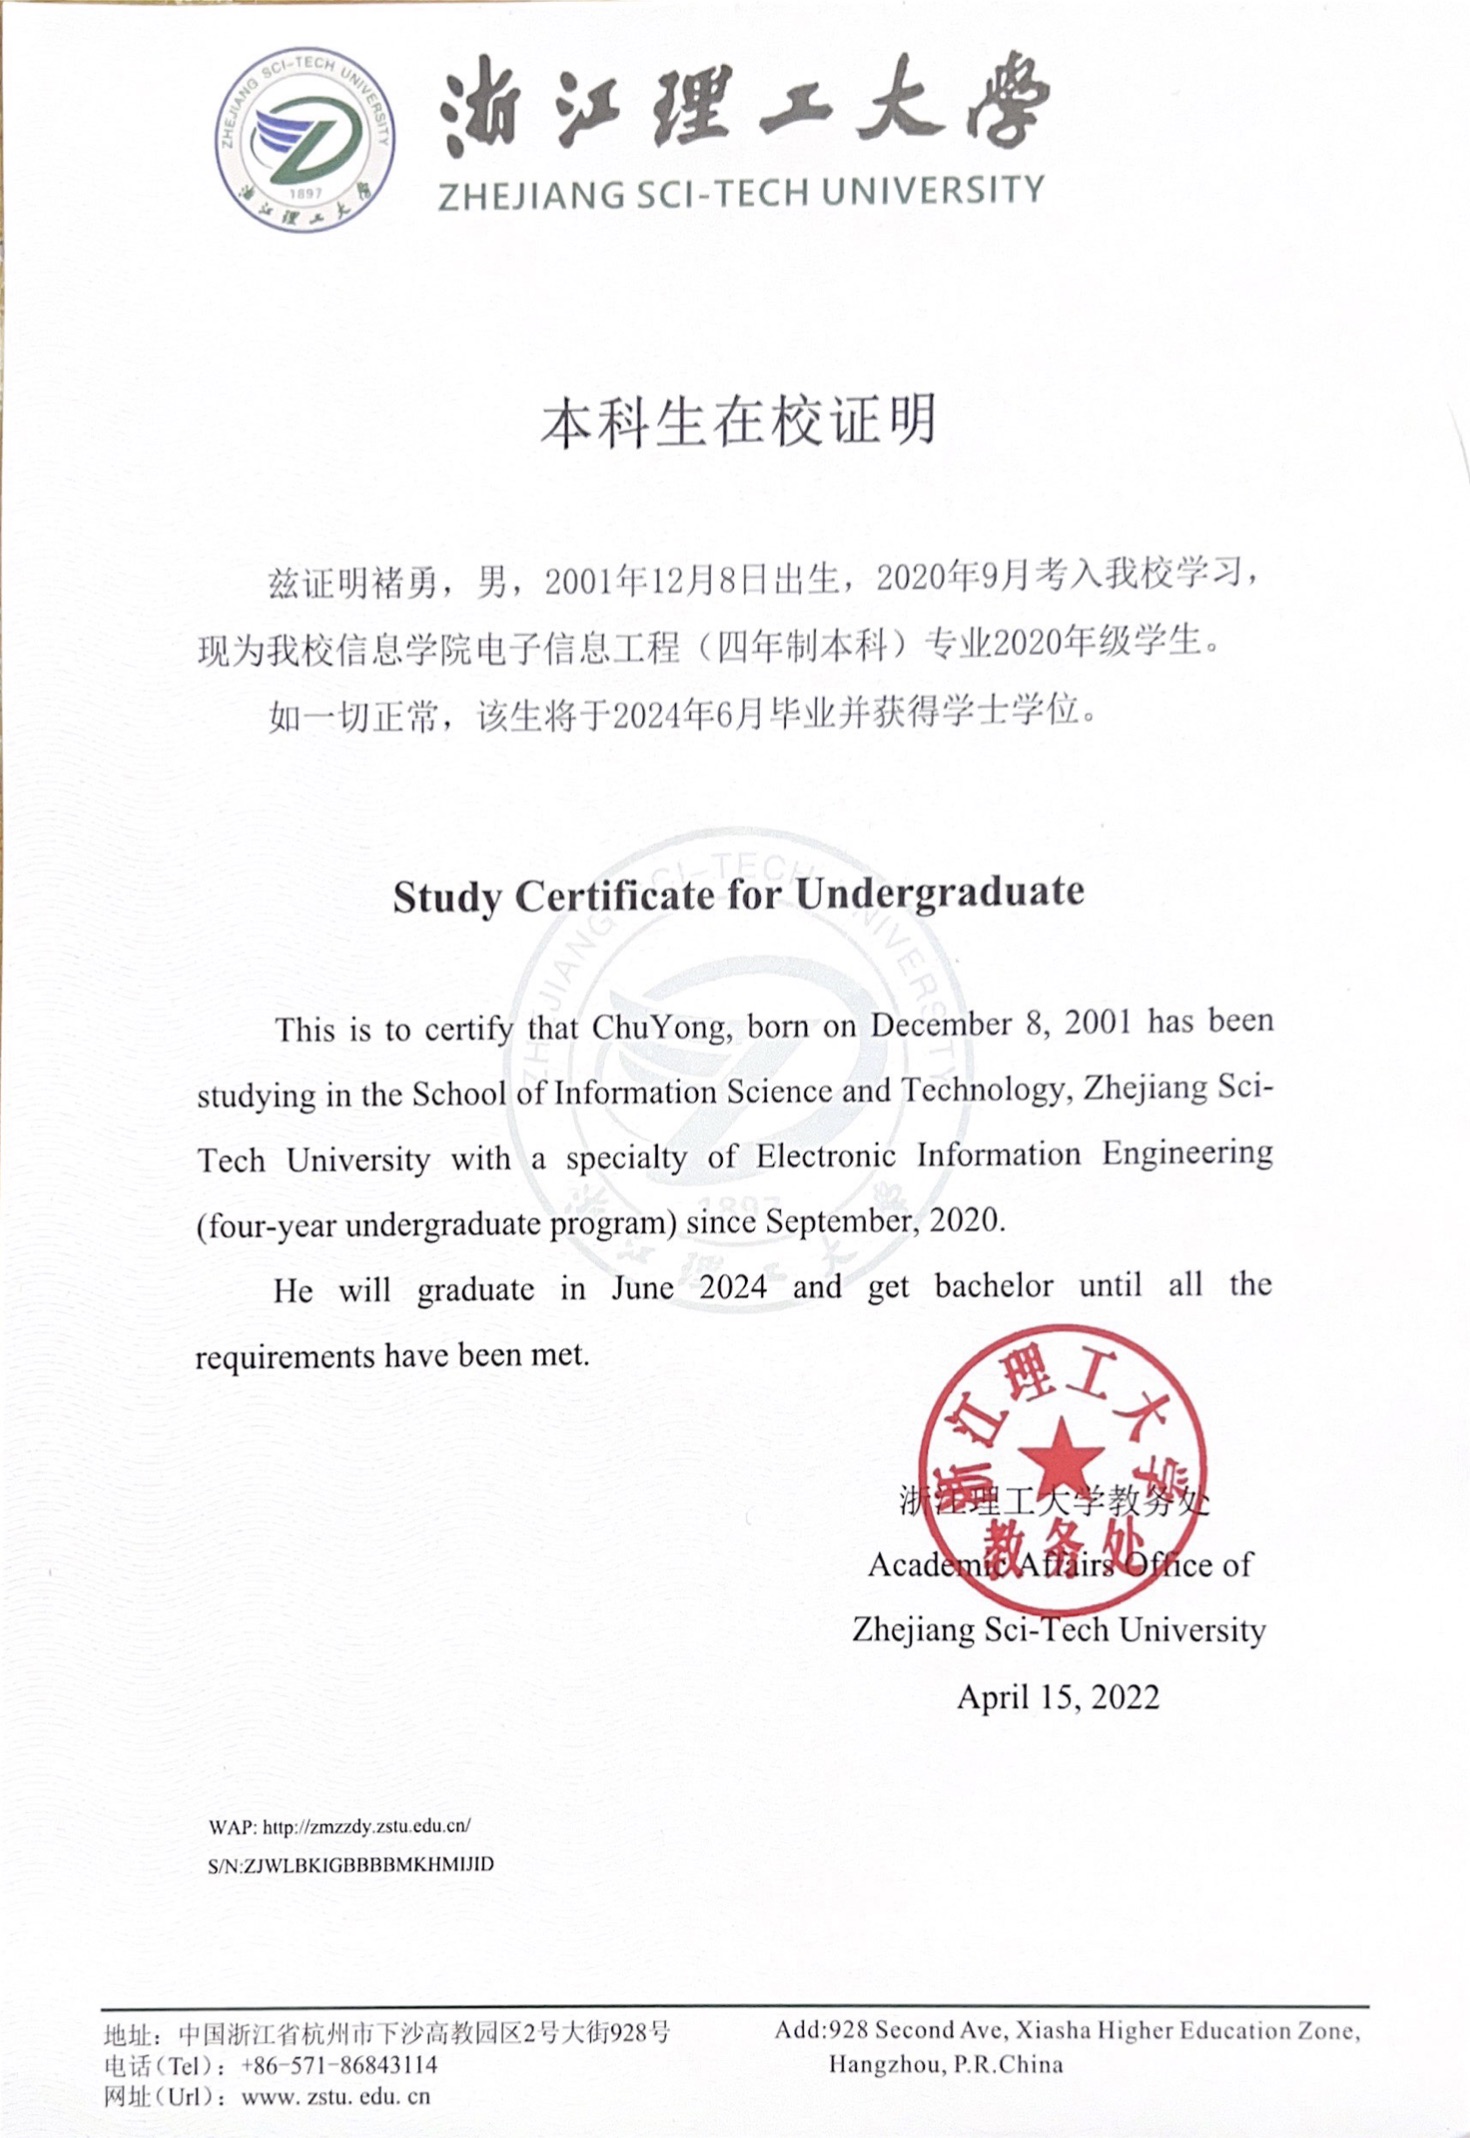 ZHEJIANG SCI-TECH UNIVERSITY
1897
浙江理工大学
浙江理工大学
ZHEJIANG SCI-TECH UNIVERSITY
本科生在校证明
兹证明褚勇，男，2001年12月8日出生，2020年9月考入我校学习，
现为我校信息学院电子信息工程（四年制本科）专业2020年级学生。
如一切正常，该生将于2024年6月毕业并获得学士学位。
Study Certificate for Undergraduate
This is to certify that ChuYong, born on December 8, 2001 has been
studying in the School of Information Science and Technology, Zhejiang Sci-
Tech University with a specialty of Electronic Information Engineering
(four-year undergraduate program) since September, 2020.
He will graduate in June 2024 and get bachelor until all the
requirements have been met.
ZHEJIANG SCI-TECH UNIVERSITY
1897
浙江理工大学
浙江理工大学
教务处
浙江理工大学教务处
Academic Affairs Office of
Zhejiang Sci-Tech University
April 15, 2022
WAP: http://zmzzdy.zstu.edu.cn/
S/N:ZJWLBKIGBBBBMKHMIJID
地址：中国浙江省杭州市下沙高教园区2号大街928号
电话(Tel)：+86-571-86843114
网址(Url)：www. zstu. edu. cn
Add:928 Second Ave, Xiasha Higher Education Zone,
Hangzhou, P.R.China